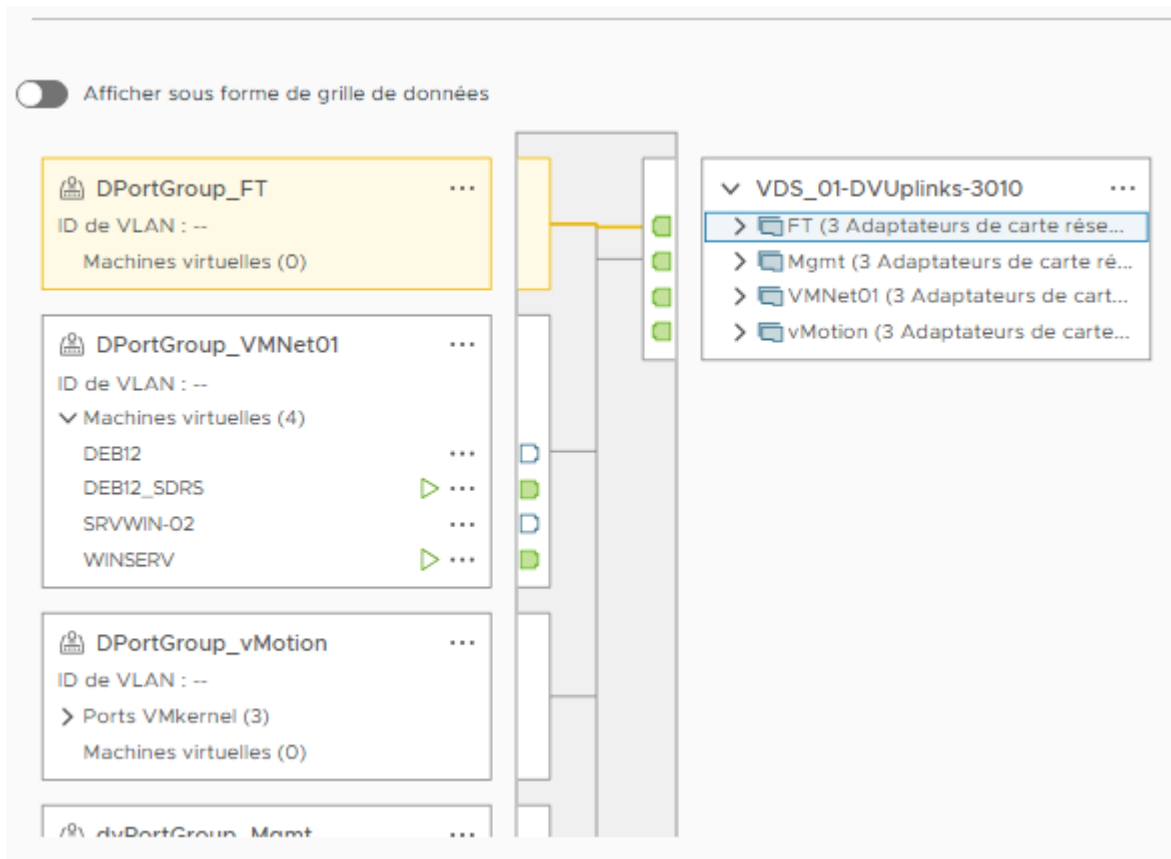 Afficher sous forme de grille de données
DPortGroup_FT ...
ID de VLAN : --
Machines virtuelles (0)
DPortGroup_VMNet01 ...
ID de VLAN : --
Machines virtuelles (4)
DEB12 ...
DEB12_SDRS ...
SRVWIN-02 ...
WINSERV ...
DPortGroup_vMotion ...
ID de VLAN : --
Ports VMkernel (3)
Machines virtuelles (0)
dvPortGroup_Mgmt ...
VDS_01-DVUplinks-3010 ...
FT (3 Adaptateurs de carte rése...
Mgmt (3 Adaptateurs de carte ré...
VMNet01 (3 Adaptateurs de cart...
vMotion (3 Adaptateurs de carte...